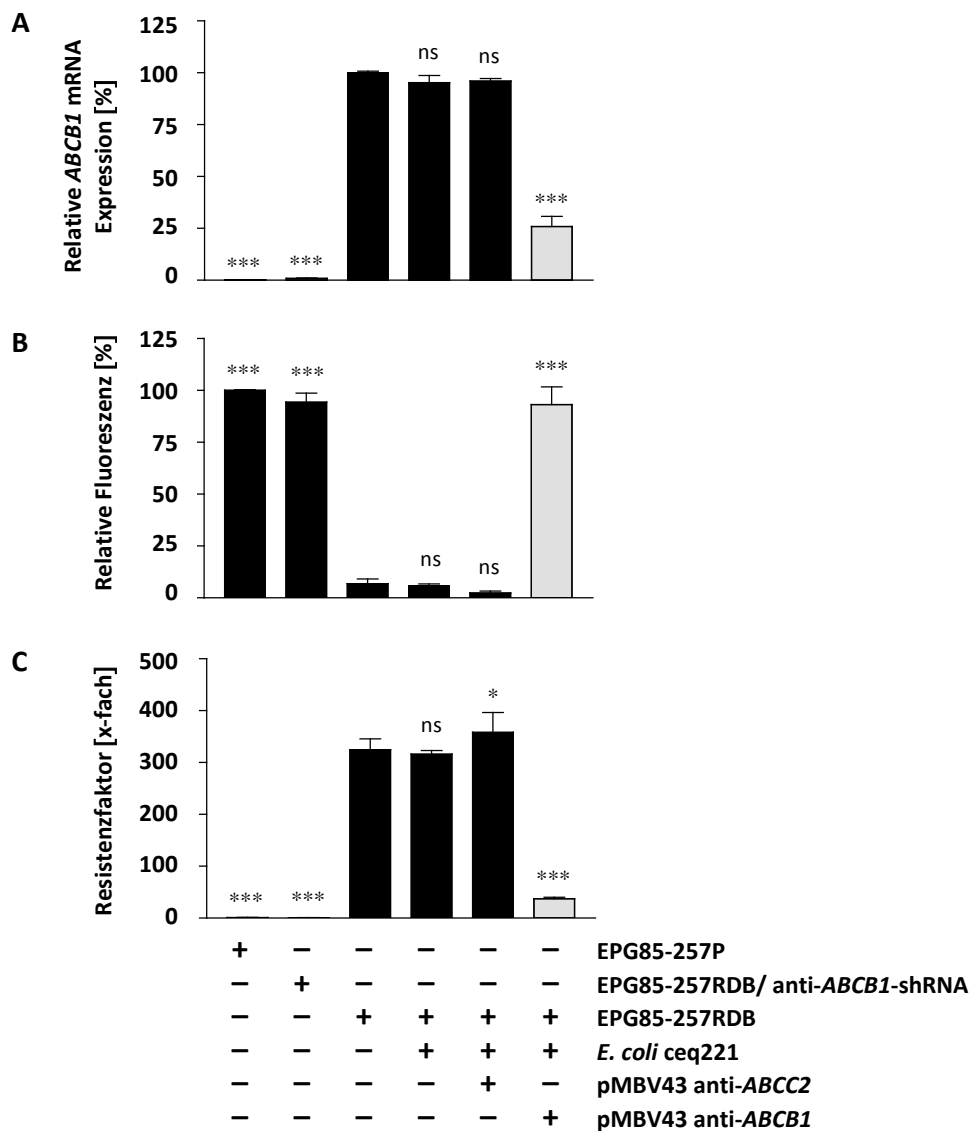 A
Relative ABCB1 mRNA
Expression [%]
125
100
75
50
25
0
***
***
ns
ns
***
B
Relative Fluoreszenz [%]
125
100
75
50
25
0
***
***
ns
ns
***
C
Resistenzfaktor [x-fach]
500
400
300
200
100
0
***
***
ns
*
***
+ − − − − − EPG85-257P
− + − − − − EPG85-257RDB/ anti-ABCB1-shRNA
− − + + + + EPG85-257RDB
− − − + + + E. coli ceq221
− − − − + − pMBV43 anti-ABCC2
− − − − − + pMBV43 anti-ABCB1